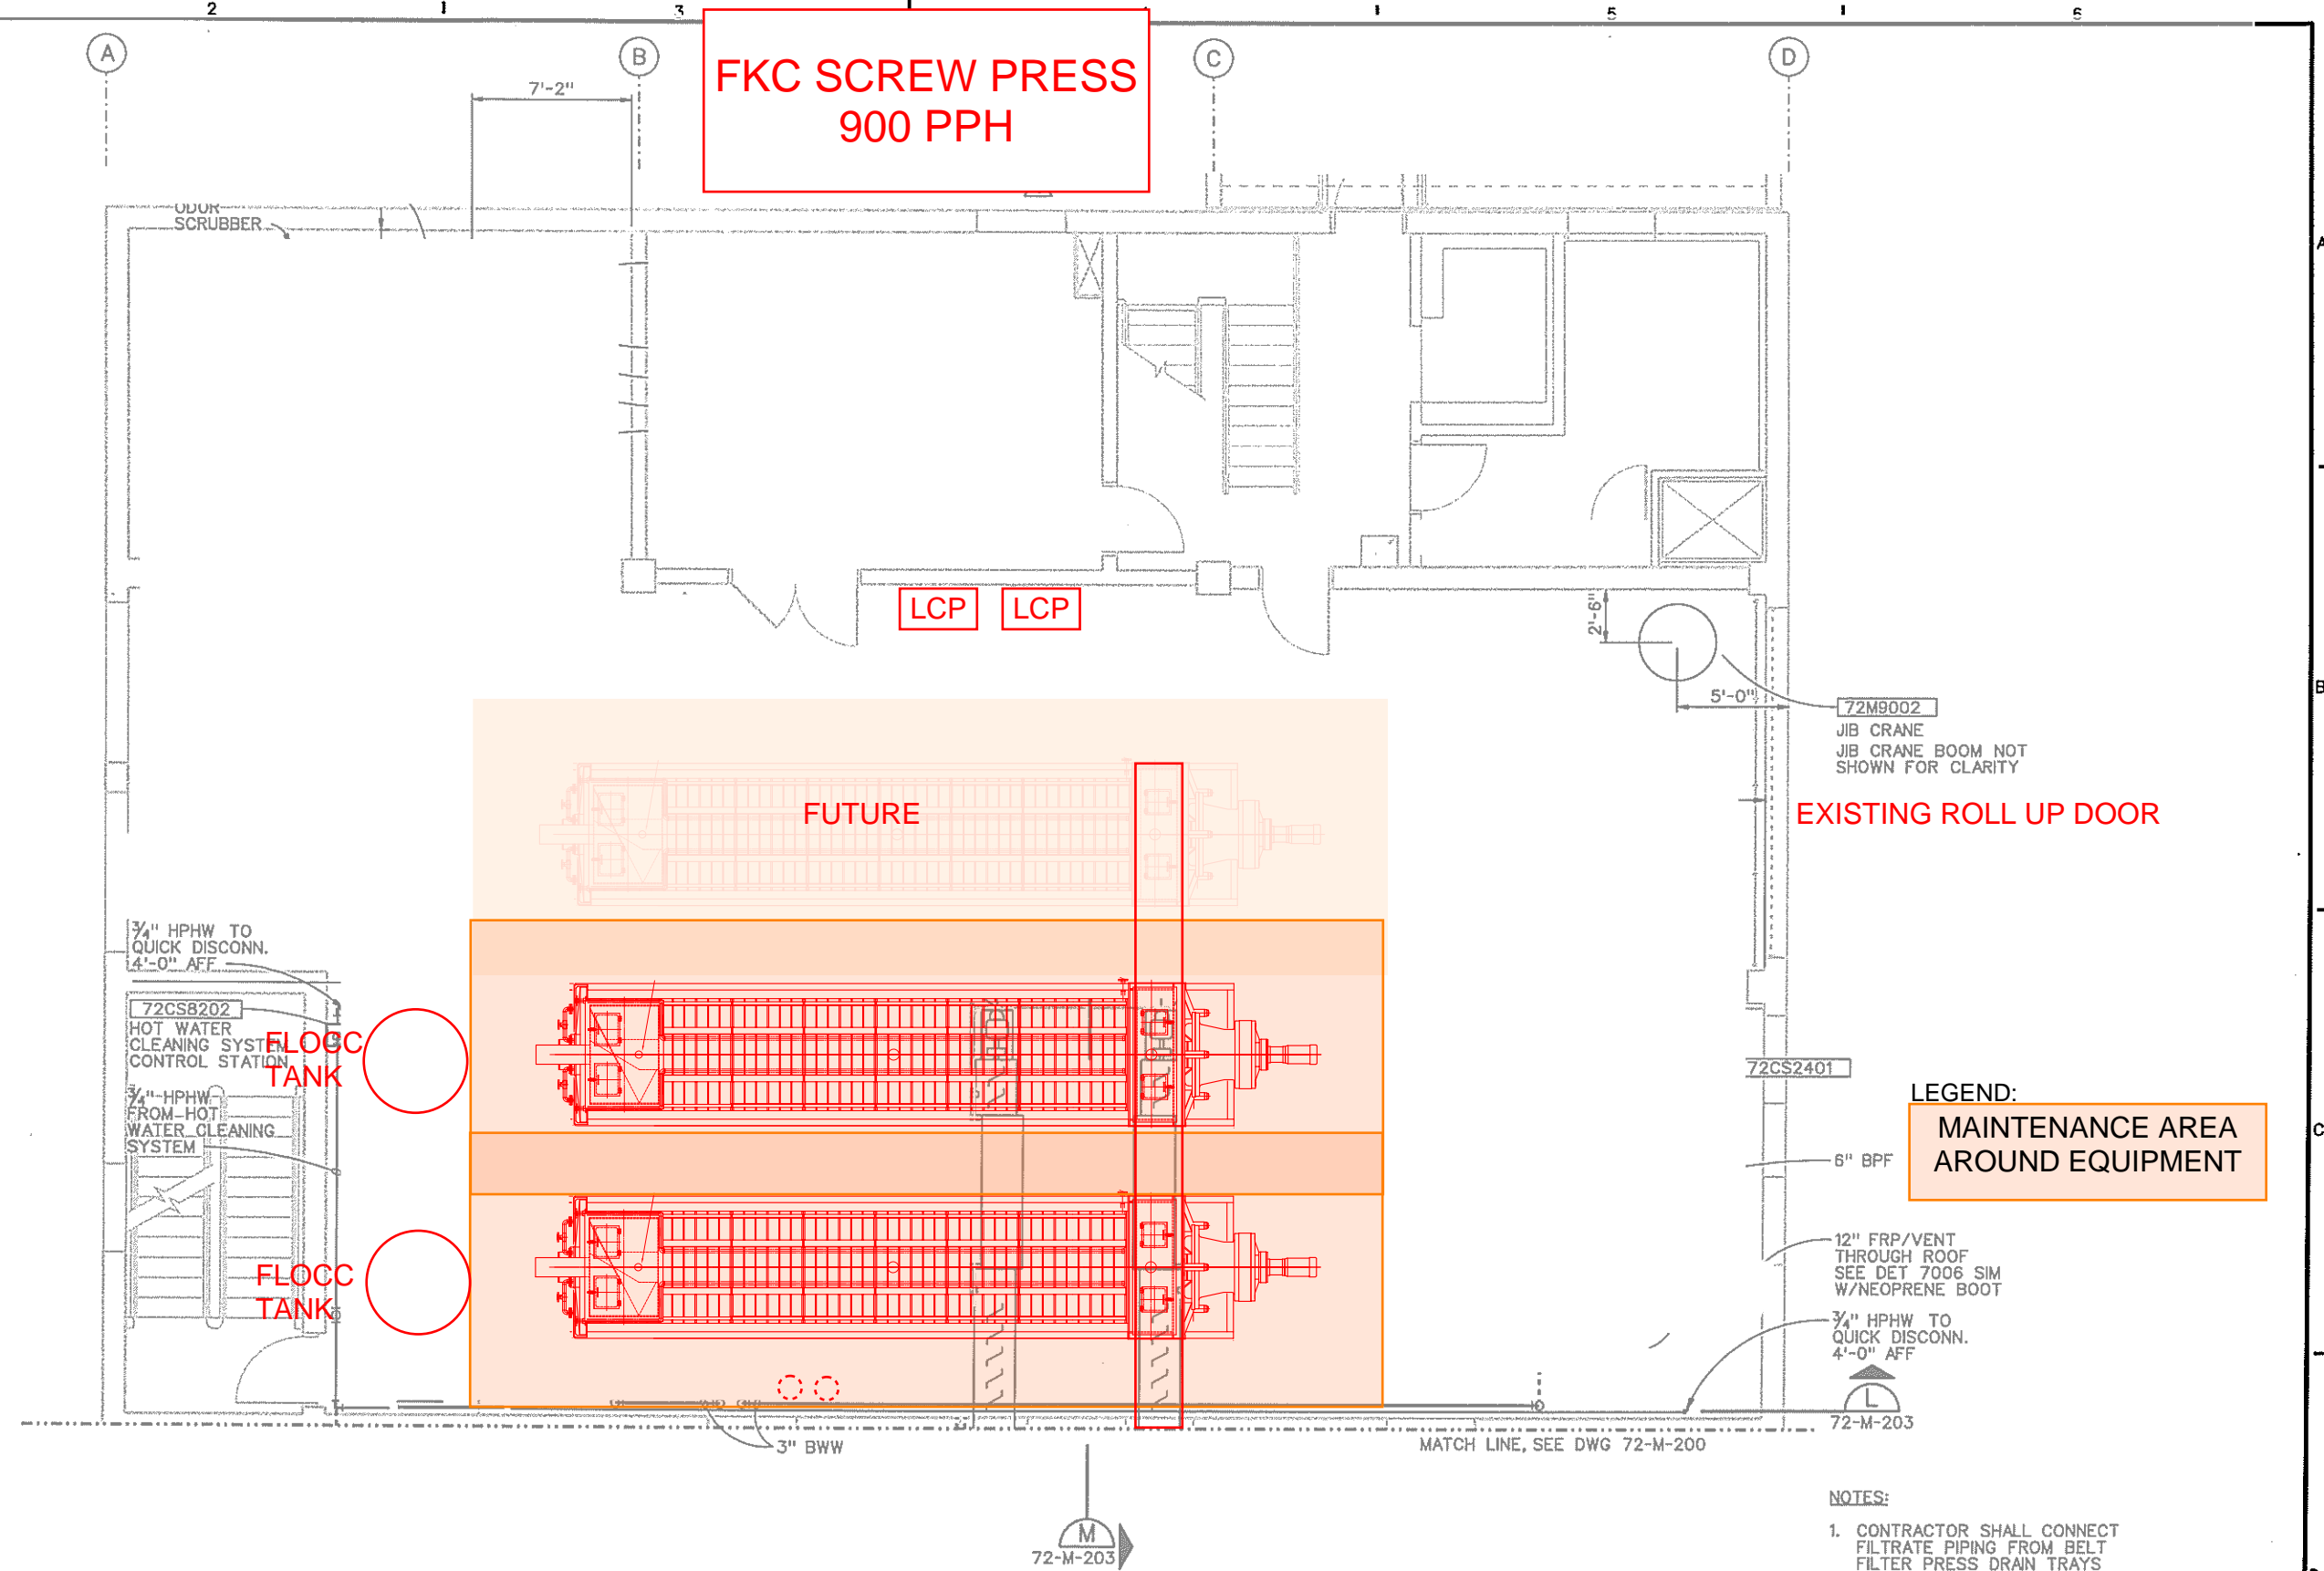 2
3
5
6
A
B
C
D
FKC SCREW PRESS
900 PPH
7'-2"
ODOR
SCRUBBER
A
LCP
LCP
2'-6"
5'-0"
B
72M9002
JIB CRANE
JIB CRANE BOOM NOT
SHOWN FOR CLARITY
FUTURE
EXISTING ROLL UP DOOR
3/4" HPHW TO
QUICK DISCONN.
4'-0" AFF
72CS8202
HOT WATER
CLEANING SYSTEM
CONTROL STATION
FLOCC
TANK
3/4" HPHW
FROM HOT
WATER CLEANING
SYSTEM
72CS2401
LEGEND:
MAINTENANCE AREA
AROUND EQUIPMENT
C
6" BPF
FLOCC
TANK
12" FRP/VENT
THROUGH ROOF
SEE DET 7006 SIM
W/NEOPRENE BOOT
3/4" HPHW TO
QUICK DISCONN.
4'-0" AFF
L
72-M-203
3" BWW
MATCH LINE, SEE DWG 72-M-200
M
72-M-203
NOTES:
1. CONTRACTOR SHALL CONNECT
FILTRATE PIPING FROM BELT
FILTER PRESS DRAIN TRAYS